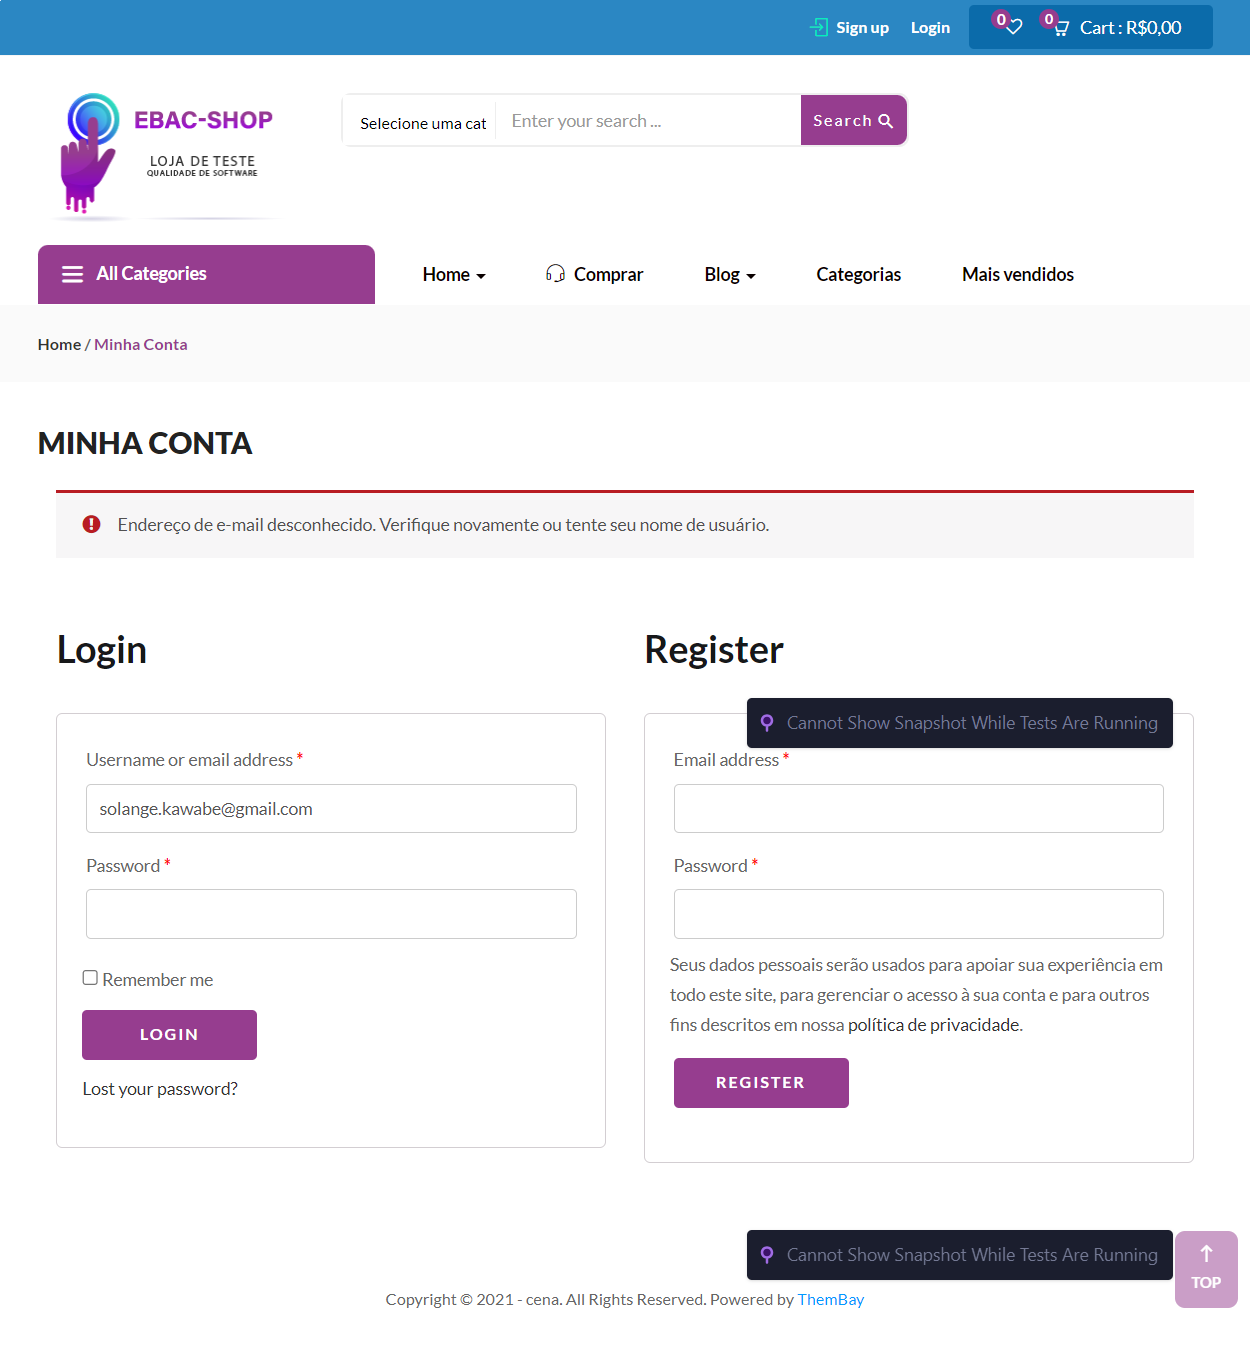 Sign up Login 0 0 Cart : R$0,00
EBAC-SHOP
LOJA DE TESTE
QUALIDADE DE SOFTWARE
Selecione uma cat Enter your search ... Search
All Categories Home Comprar Blog Categorias Mais vendidos
Home / Minha Conta
MINHA CONTA
Endereço de e-mail desconhecido. Verifique novamente ou tente seu nome de usuário.
Login
Username or email address *
solange.kawabe@gmail.com
Password *
Remember me
LOGIN
Lost your password?
Register
Cannot Show Snapshot While Tests Are Running
Email address *
Password *
Seus dados pessoais serão usados para apoiar sua experiência em
todo este site, para gerenciar o acesso à sua conta e para outros
fins descritos em nossa política de privacidade.
REGISTER
Cannot Show Snapshot While Tests Are Running
TOP
Copyright © 2021 - cena. All Rights Reserved. Powered by ThemBay